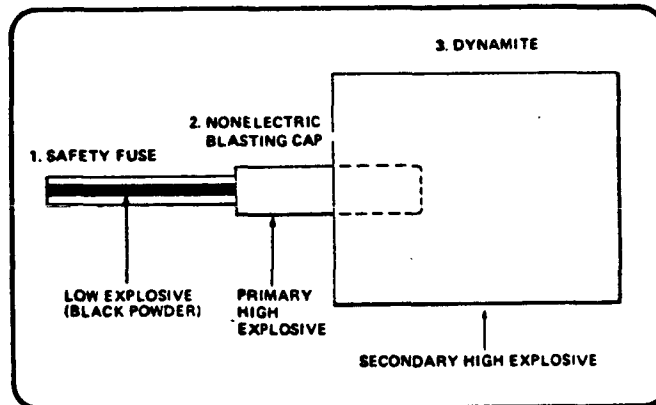 3. DYNAMITE
2. NONELECTRIC
BLASTING CAP
1. SAFETY FUSE
LOW EXPLOSIVE
(BLACK POWDER)
PRIMARY
HIGH
EXPLOSIVE
SECONDARY HIGH EXPLOSIVE